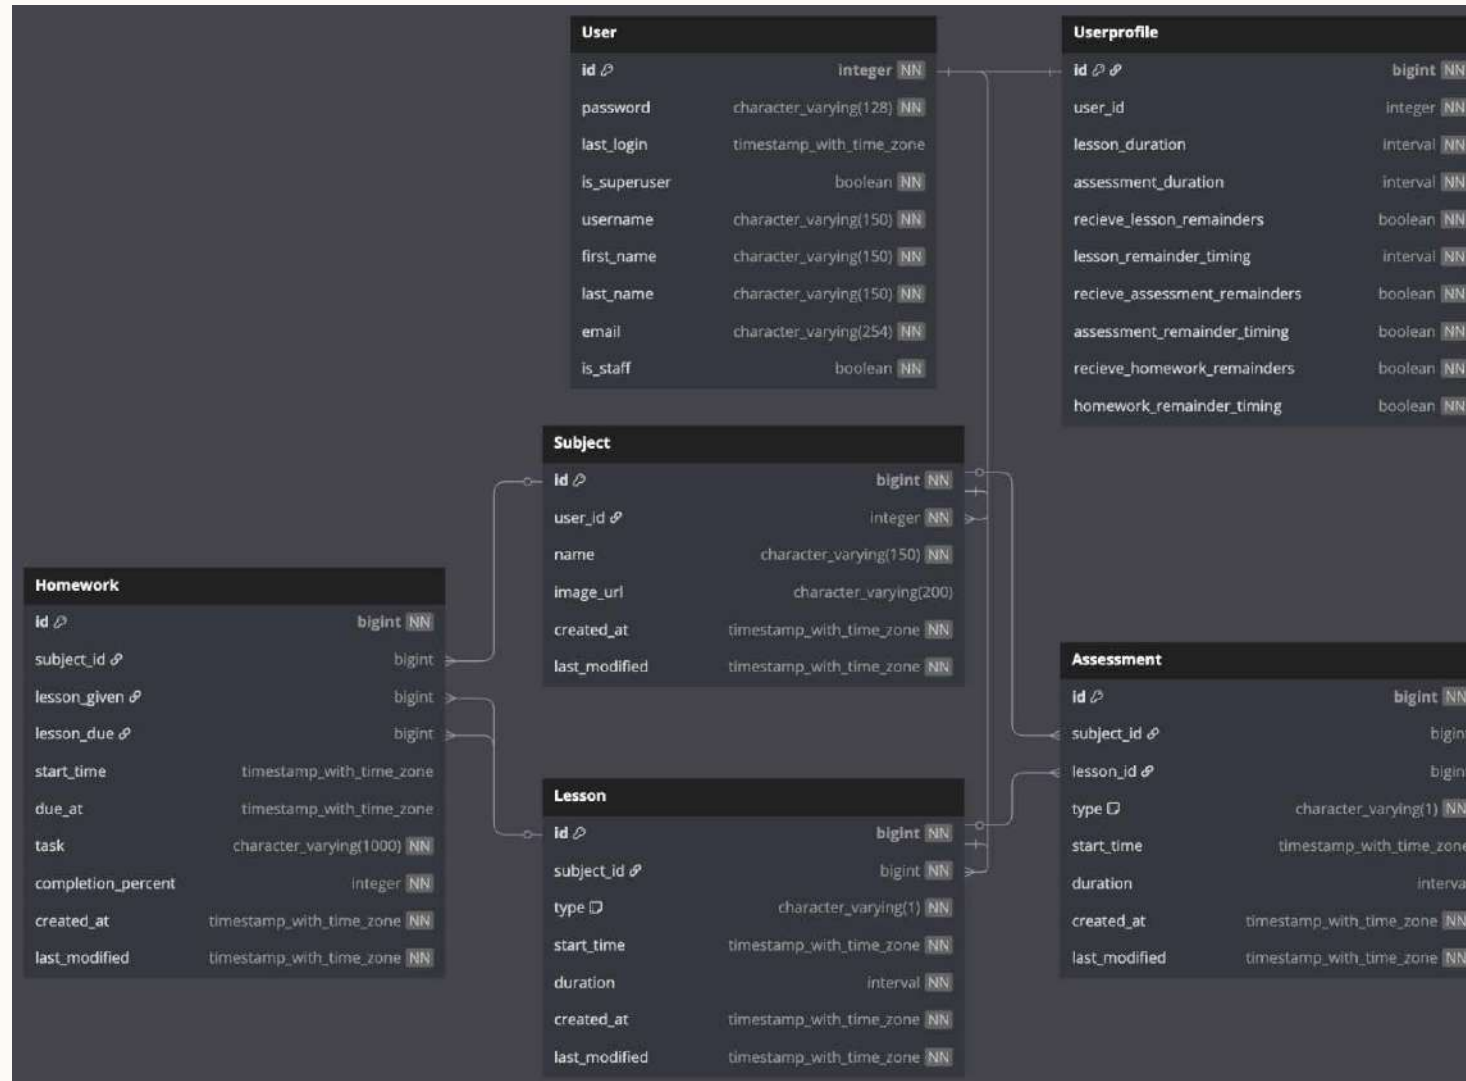 User
id integer NN
password character_varying(128) NN
last_login timestamp_with_time_zone
is_superuser boolean NN
username character_varying(150) NN
first_name character_varying(150) NN
last_name character_varying(150) NN
email character_varying(254) NN
is_staff boolean NN
Userprofile
id bigint NN
user_id integer NN
lesson_duration interval NN
assessment_duration interval NN
recieve_lesson_remainders boolean NN
lesson_remainder_timing interval NN
recieve_assessment_remainders boolean NN
assessment_remainder_timing boolean NN
recieve_homework_remainders boolean NN
homework_remainder_timing boolean NN
Subject
id bigint NN
user_id integer NN
name character_varying(150) NN
image_url character_varying(200)
created_at timestamp_with_time_zone NN
last_modified timestamp_with_time_zone NN
Homework
id bigint NN
subject_id bigint
lesson_given bigint
lesson_due bigint
start_time timestamp_with_time_zone
due_at timestamp_with_time_zone
task character_varying(1000) NN
completion_percent integer NN
created_at timestamp_with_time_zone NN
last_modified timestamp_with_time_zone NN
Lesson
id bigint NN
subject_id bigint NN
type character_varying(1) NN
start_time timestamp_with_time_zone NN
duration interval NN
created_at timestamp_with_time_zone NN
last_modified timestamp_with_time_zone NN
Assessment
id bigint NN
subject_id bigin
lesson_id bigin
type character_varying(1) NN
start_time timestamp_with_time_zone
duration interva
created_at timestamp_with_time_zone NN
last_modified timestamp_with_time_zone NN